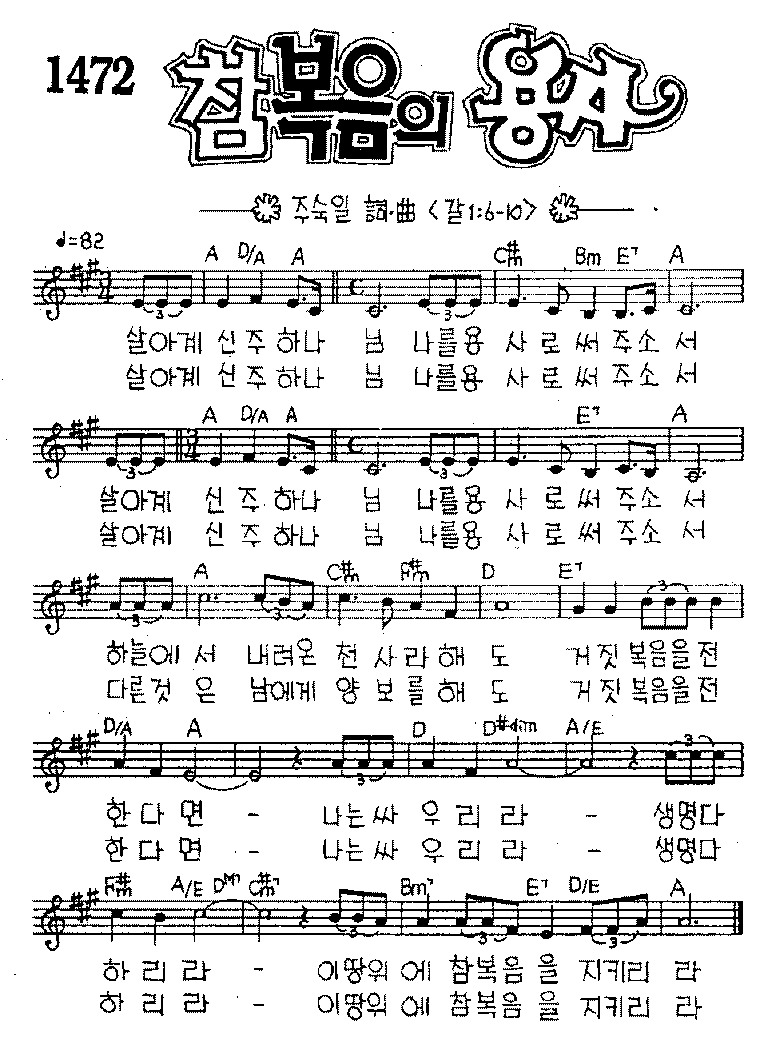 1472 참복음의 용사
주숙일 詞·曲 <갈1:6-10>
♩=82
A D/A A C#m Bm E7 A
살아계 신 주 하나 님 나를용 사 로 써 주소 서
살아계 신 주 하나 님 나를용 사 로 써 주소 서
A D/A A E7 A
살아계 신 주 하나 님 나를용 사 로 써 주소 서
살아계 신 주 하나 님 나를용 사 로 써 주소 서
A C#m F#m D E7
하늘에 서 내려온 천 사 라 해 도 거 짓 복음을전
다른것 은 남에게 양 보 를 해 도 거 짓 복음을전
D/A A D D#dim A/E
한 다 면 - 나는싸 우 리 라 - 생명다
한 다 면 - 나는싸 우 리 라 - 생명다
F#m A/E DM7 C#m7 Bm7 E7 D/E A
하 리 라 - 이땅위 에 참복음 을 지키리 라
하 리 라 - 이땅위 에 참복음 을 지키리 라